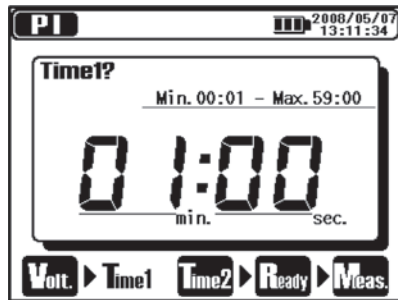 PI 2008/05/07
13:11:34
Time1?
Min.00:01 - Max.59:00
01:00
min. sec.
Volt. Time1 Time2 Ready Meas.